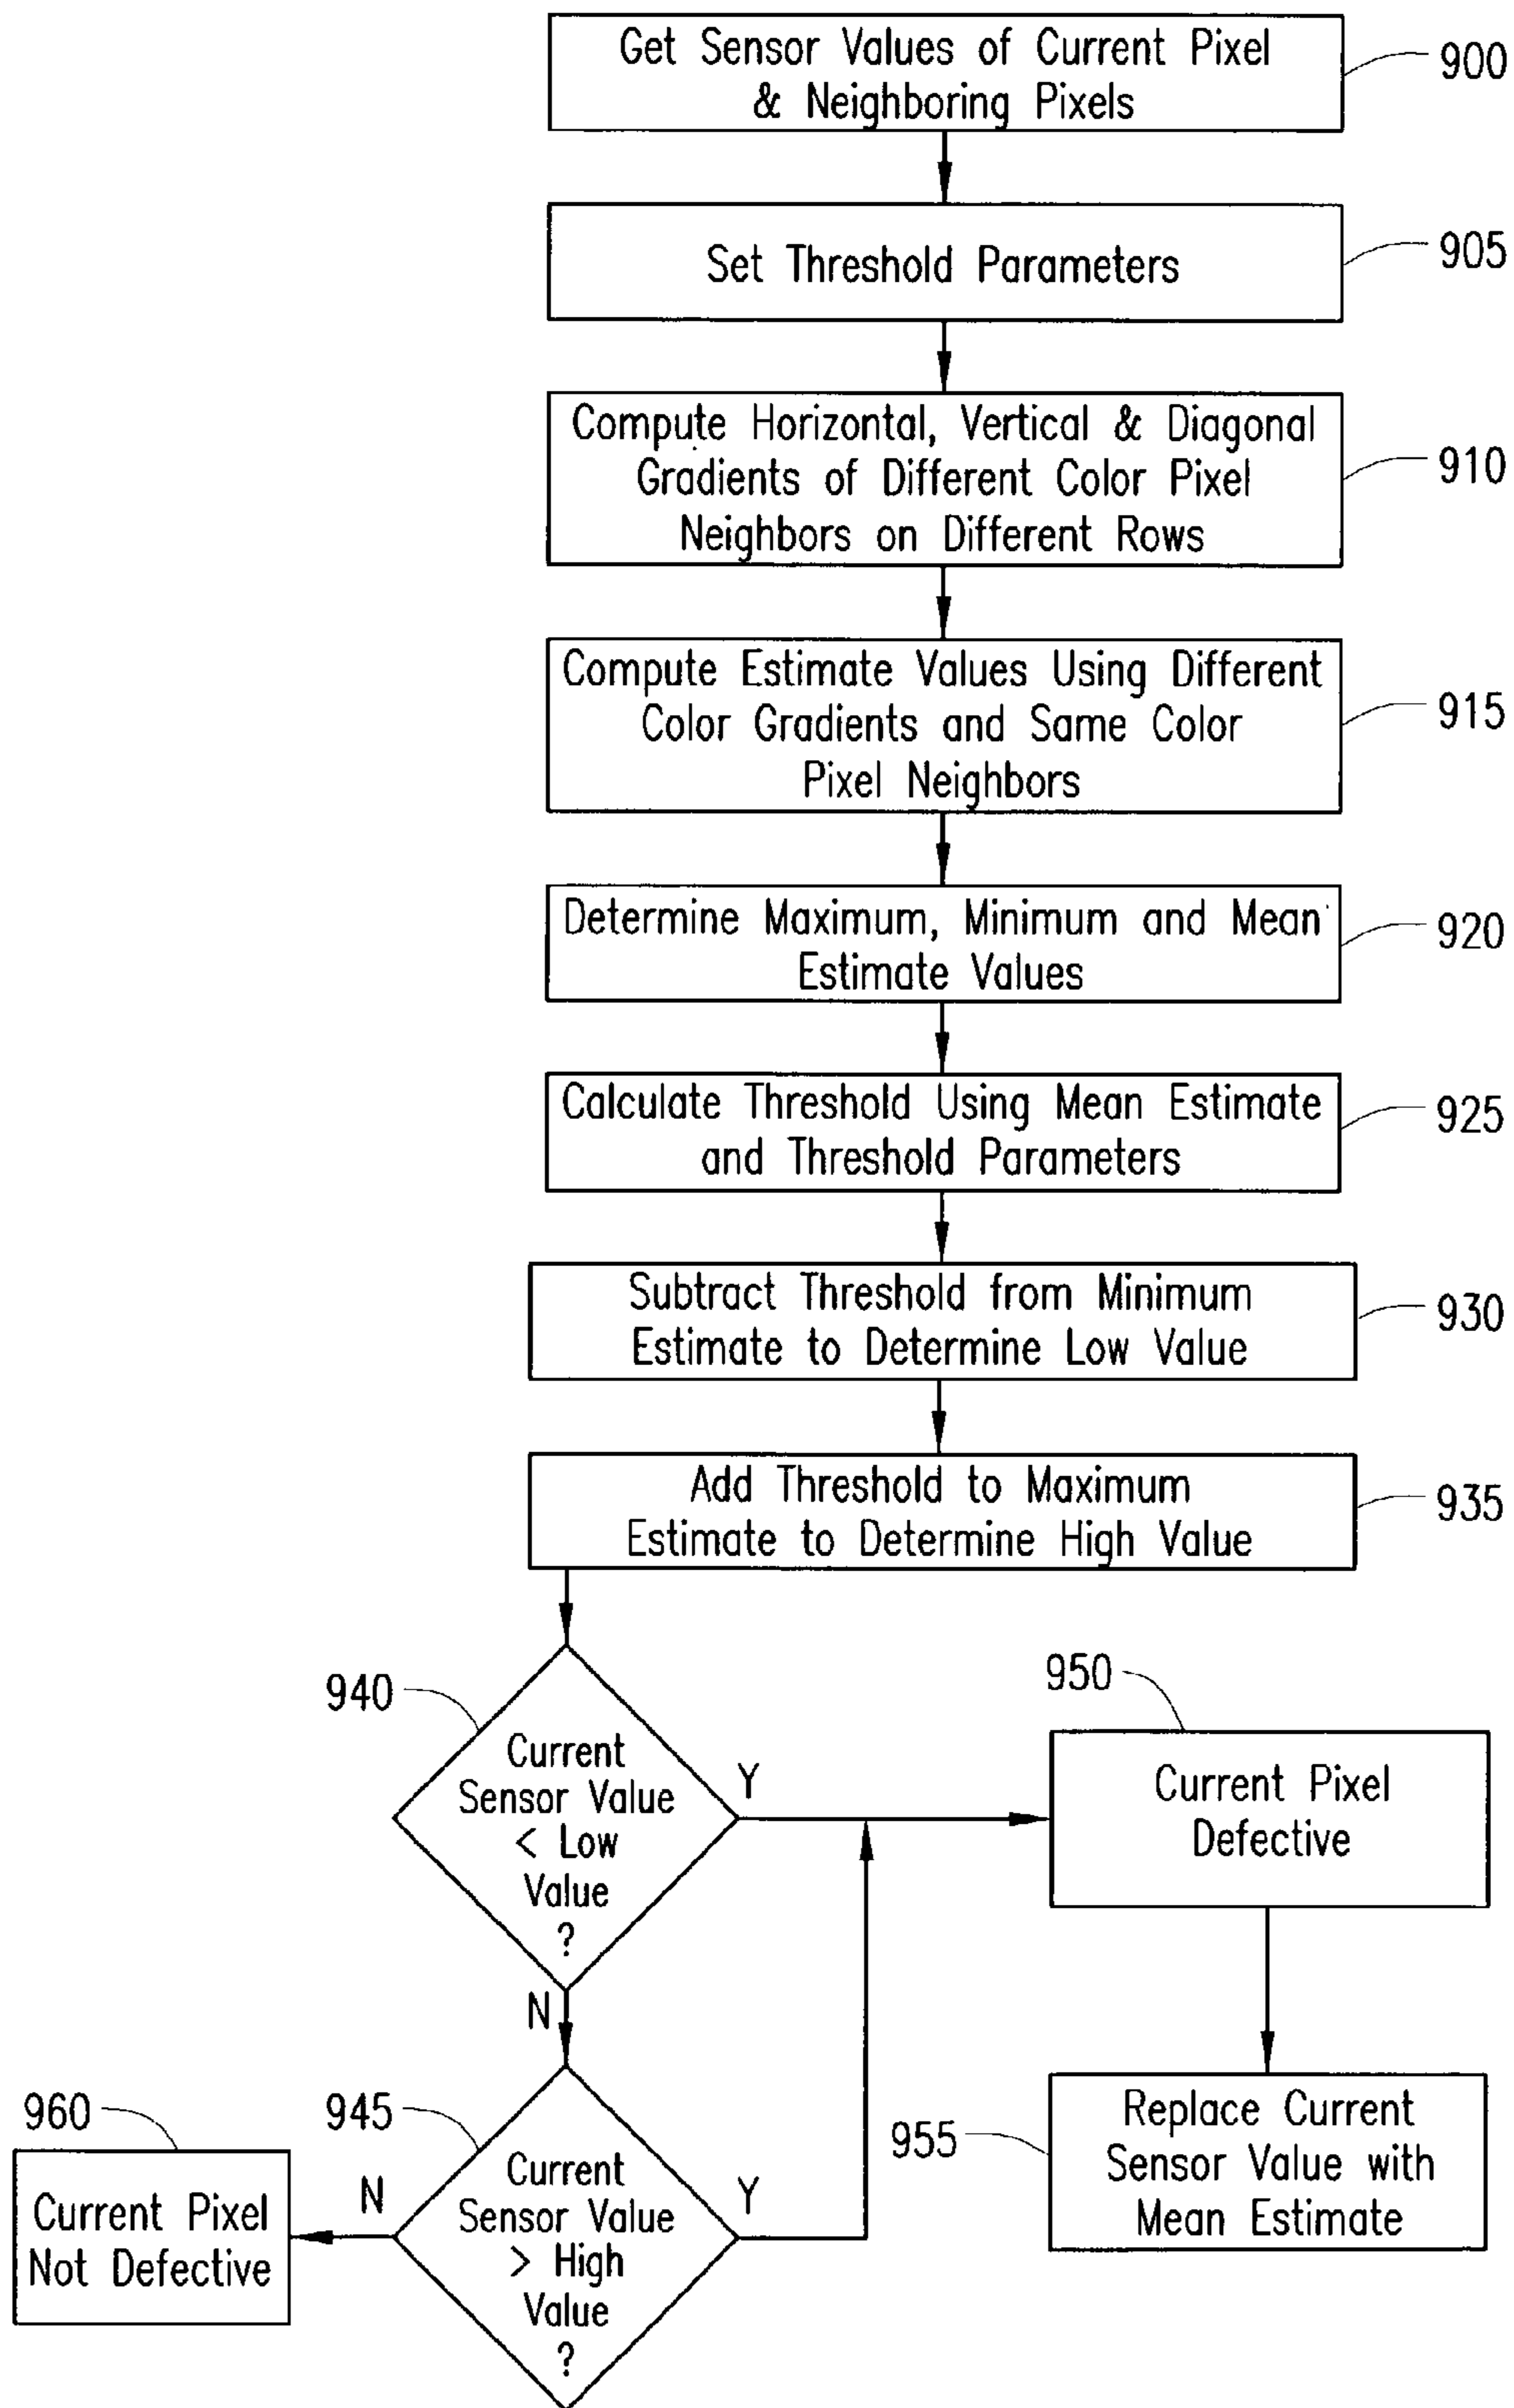 Get Sensor Values of Current Pixel
& Neighboring Pixels
900
Set Threshold Parameters
905
Compute Horizontal, Vertical & Diagonal
Gradients of Different Color Pixel
Neighbors on Different Rows
910
Compute Estimate Values Using Different
Color Gradients and Same Color
Pixel Neighbors
915
Determine Maximum, Minimum and Mean
Estimate Values
920
Calculate Threshold Using Mean Estimate
and Threshold Parameters
925
Subtract Threshold from Minimum
Estimate to Determine Low Value
930
Add Threshold to Maximum
Estimate to Determine High Value
935
940
Current
Sensor Value
< Low
Value
?
Y
N
950
Current Pixel
Defective
945
Current
Sensor Value
> High
Value
?
Y
N
960
Current Pixel
Not Defective
955
Replace Current
Sensor Value with
Mean Estimate